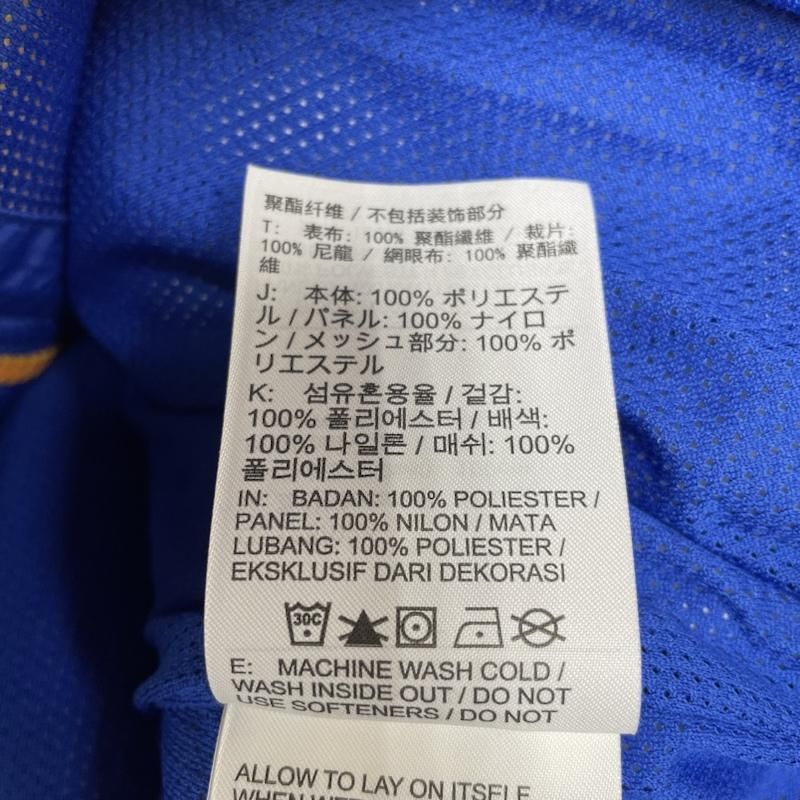 聚酯纤维 / 不包括装饰部分
T: 表布: 100% 聚酯纖維 / 裁片:
100% 尼龍 / 網眼布: 100% 聚酯纖
維
J: 本体: 100% ポリエステ
ル / パネル: 100% ナイロ
ン / メッシュ部分: 100% ポ
リエステル
K: 섬유혼용율 / 겉감:
100% 폴리에스터 / 배색:
100% 나일론 / 매쉬: 100%
폴리에스터
IN: BADAN: 100% POLIESTER /
PANEL: 100% NILON / MATA
LUBANG: 100% POLIESTER /
EKSKLUSIF DARI DEKORASI
30C
E: MACHINE WASH COLD /
WASH INSIDE OUT / DO NOT
USE SOFTENERS / DO NOT
ALLOW TO LAY ON ITSELF
WHEN WET